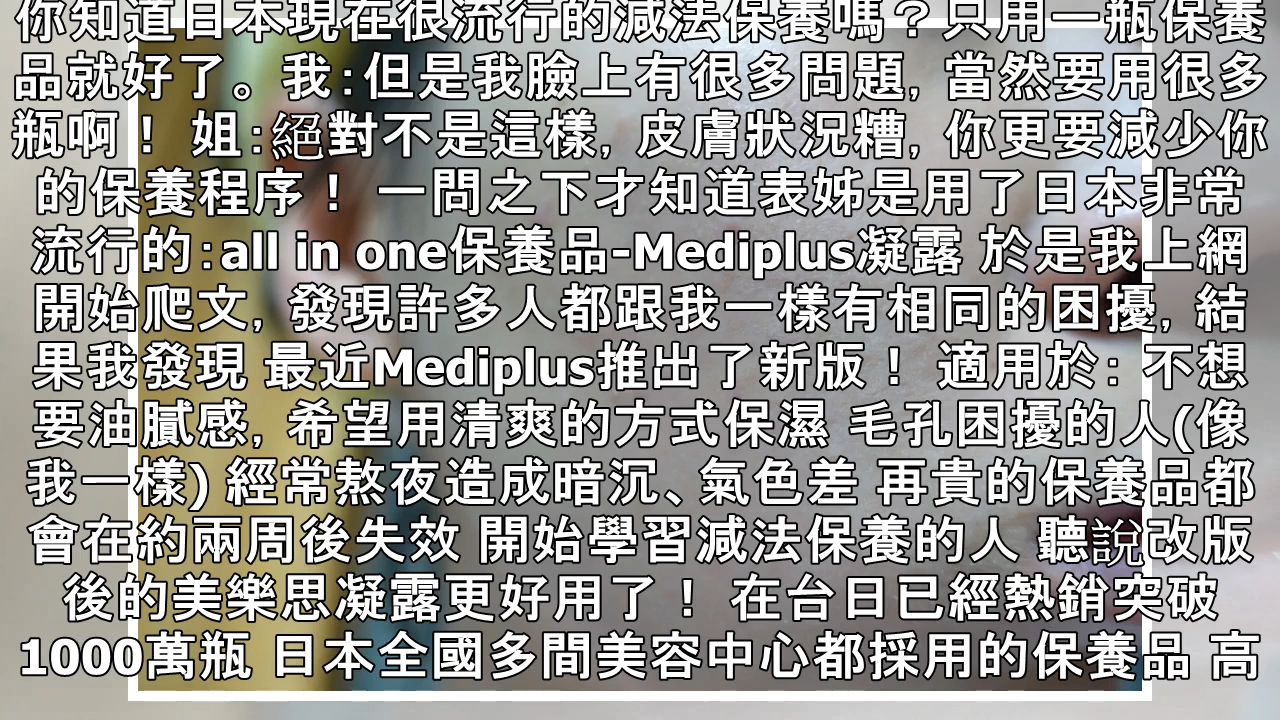 你知道日本現在很流行的減法保養嗎？只用一瓶保養
品就好了。我:但是我臉上有很多問題, 當然要用很多
瓶啊！ 姐:絕對不是這樣, 皮膚狀況糟, 你更要減少你
的保養程序！ 一問之下才知道表姊是用了日本非常
流行的:all in one保養品-Mediplus凝露 於是我上網
開始爬文, 發現許多人都跟我一樣有相同的困擾, 結
果我發現 最近Mediplus推出了新版！ 適用於: 不想
要油膩感, 希望用清爽的方式保濕 毛孔困擾的人(像
我一樣) 經常熬夜造成暗沉、氣色差 再貴的保養品都
會在約兩周後失效 開始學習減法保養的人 聽說改版
後的美樂思凝露更好用了！ 在台日已經熱銷突破
1000萬瓶 日本全國多間美容中心都採用的保養品 高